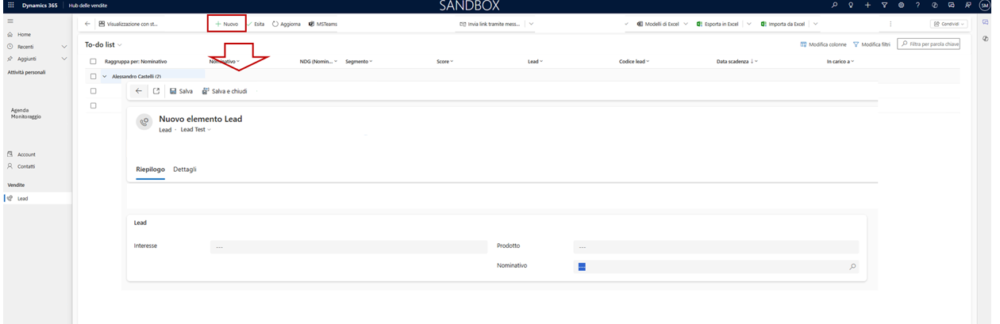 Dynamics 365 Hub delle vendite SANDBOX SM
Visualizzazione con st... Nuovo Esita Aggiorna MSTeams Invia link tramite mess... Modelli di Excel Esporta in Excel Importa da Excel Condividi
Home
Recenti
Aggiunti
Attività personali
Agenda
Monitoraggio
Account
Contatti
Vendite
Lead
To-do list Modifica colonne Modifica filtri Filtra per parola chiave
Raggruppa per: Nominativo Nominativo NDG (Nomin... Segmento Score Lead Codice lead Data scadenza In carico a
Alessandro Castelli (2)
Salva Salva e chiudi
Nuovo elemento Lead
Lead · Lead Test
Riepilogo Dettagli
Lead
Interesse --- Prodotto ---
Nominativo ---